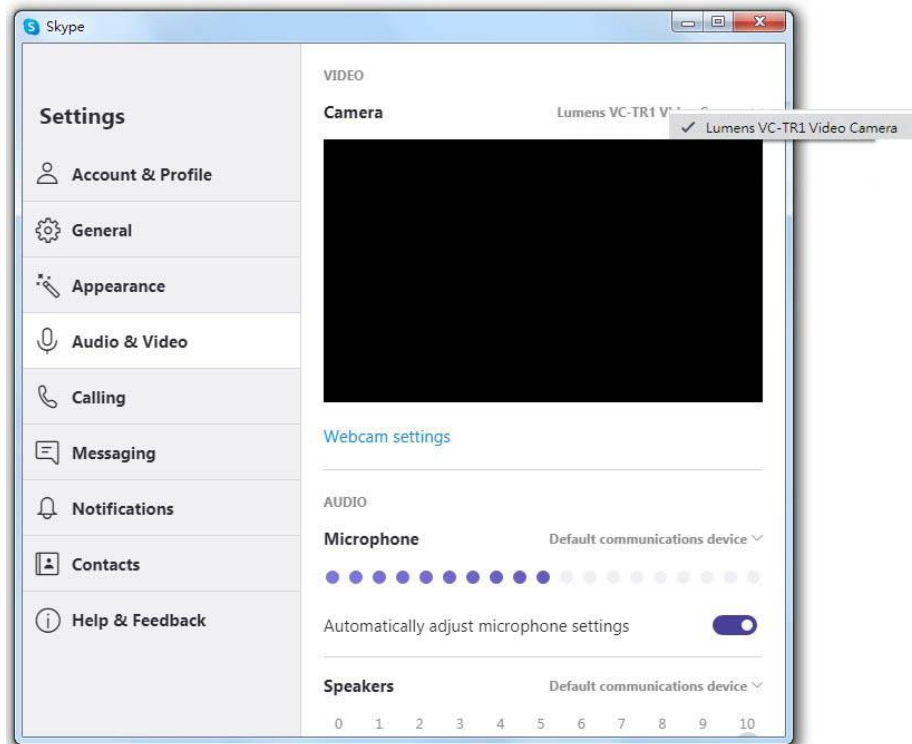 Skype
Settings
Account & Profile
General
Appearance
Audio & Video
Calling
Messaging
Notifications
Contacts
Help & Feedback
VIDEO
Camera Lumens VC-TR1
✓ Lumens VC-TR1 Video Camera
Webcam settings
AUDIO
Microphone Default communications device
Automatically adjust microphone settings
Speakers Default communications device
0 1 2 3 4 5 6 7 8 9 10